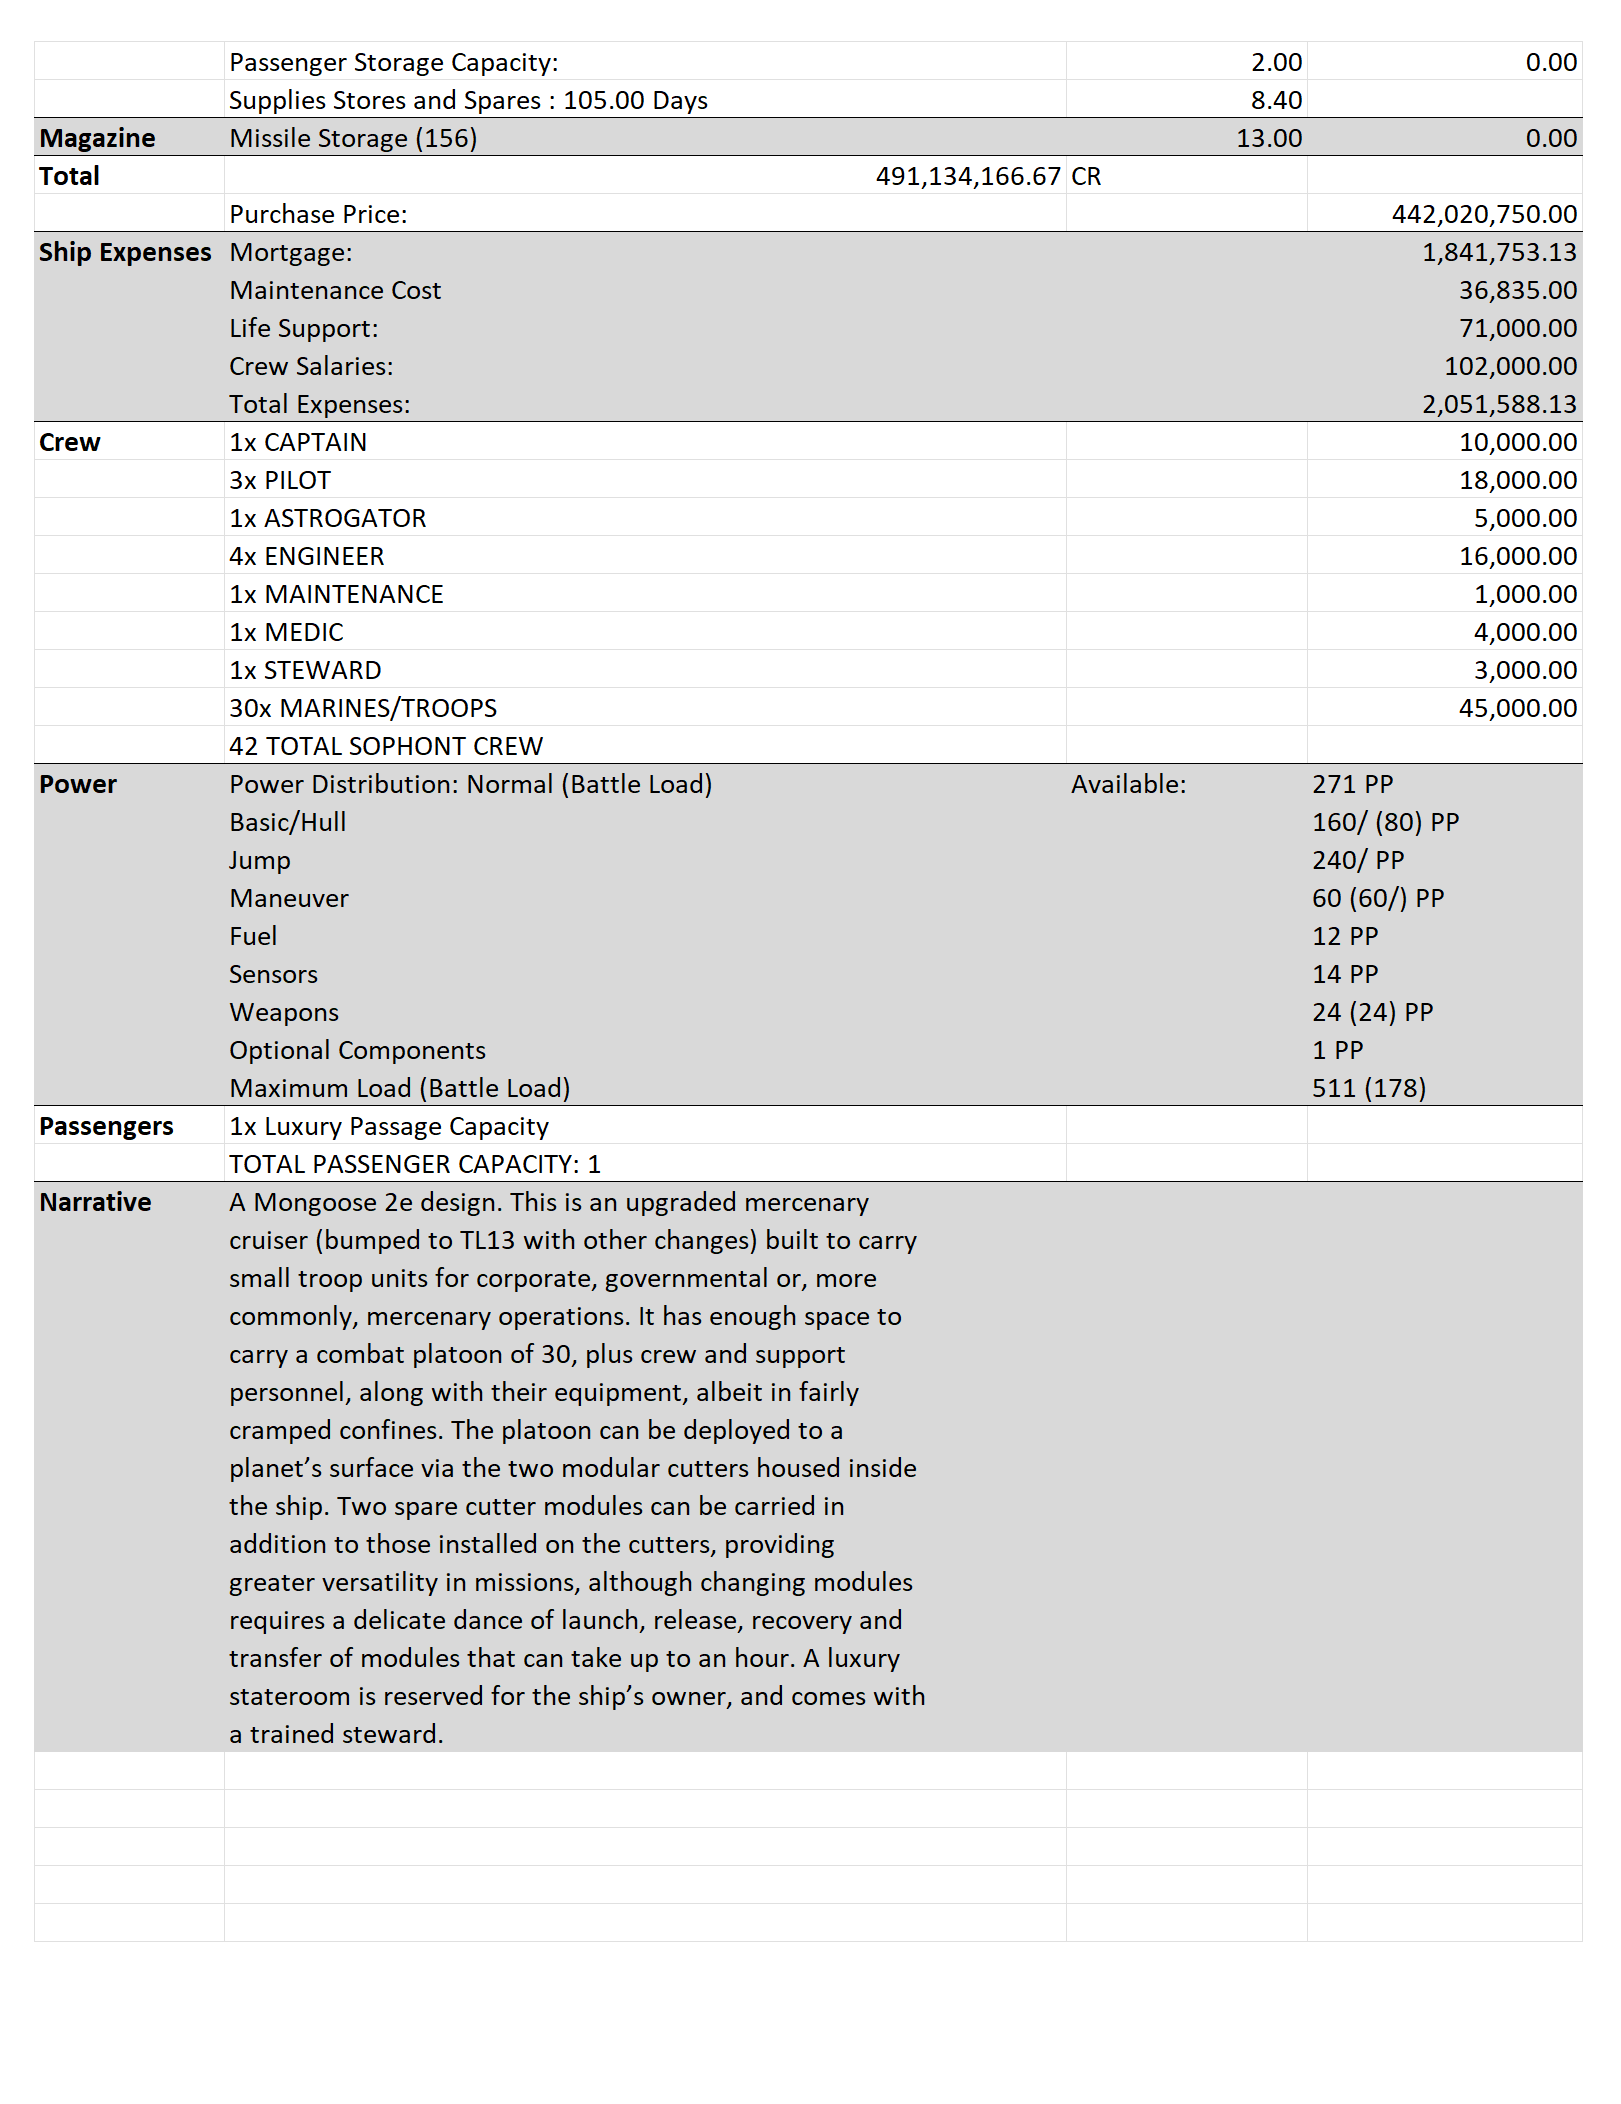 Passenger Storage Capacity: 2.00 0.00
Supplies Stores and Spares : 105.00 Days 8.40
Magazine Missile Storage (156) 13.00 0.00
Total 491,134,166.67 CR
Purchase Price: 442,020,750.00
Ship Expenses Mortgage: 1,841,753.13
Maintenance Cost 36,835.00
Life Support: 71,000.00
Crew Salaries: 102,000.00
Total Expenses: 2,051,588.13
Crew 1x CAPTAIN 10,000.00
3x PILOT 18,000.00
1x ASTROGATOR 5,000.00
4x ENGINEER 16,000.00
1x MAINTENANCE 1,000.00
1x MEDIC 4,000.00
1x STEWARD 3,000.00
30x MARINES/TROOPS 45,000.00
42 TOTAL SOPHONT CREW
Power Power Distribution: Normal (Battle Load) Available: 271 PP
Basic/Hull 160/ (80) PP
Jump 240/ PP
Maneuver 60 (60/) PP
Fuel 12 PP
Sensors 14 PP
Weapons 24 (24) PP
Optional Components 1 PP
Maximum Load (Battle Load) 511 (178)
Passengers 1x Luxury Passage Capacity
TOTAL PASSENGER CAPACITY: 1
Narrative A Mongoose 2e design. This is an upgraded mercenary
cruiser (bumped to TL13 with other changes) built to carry
small troop units for corporate, governmental or, more
commonly, mercenary operations. It has enough space to
carry a combat platoon of 30, plus crew and support
personnel, along with their equipment, albeit in fairly
cramped confines. The platoon can be deployed to a
planet’s surface via the two modular cutters housed inside
the ship. Two spare cutter modules can be carried in
addition to those installed on the cutters, providing
greater versatility in missions, although changing modules
requires a delicate dance of launch, release, recovery and
transfer of modules that can take up to an hour. A luxury
stateroom is reserved for the ship’s owner, and comes with
a trained steward.